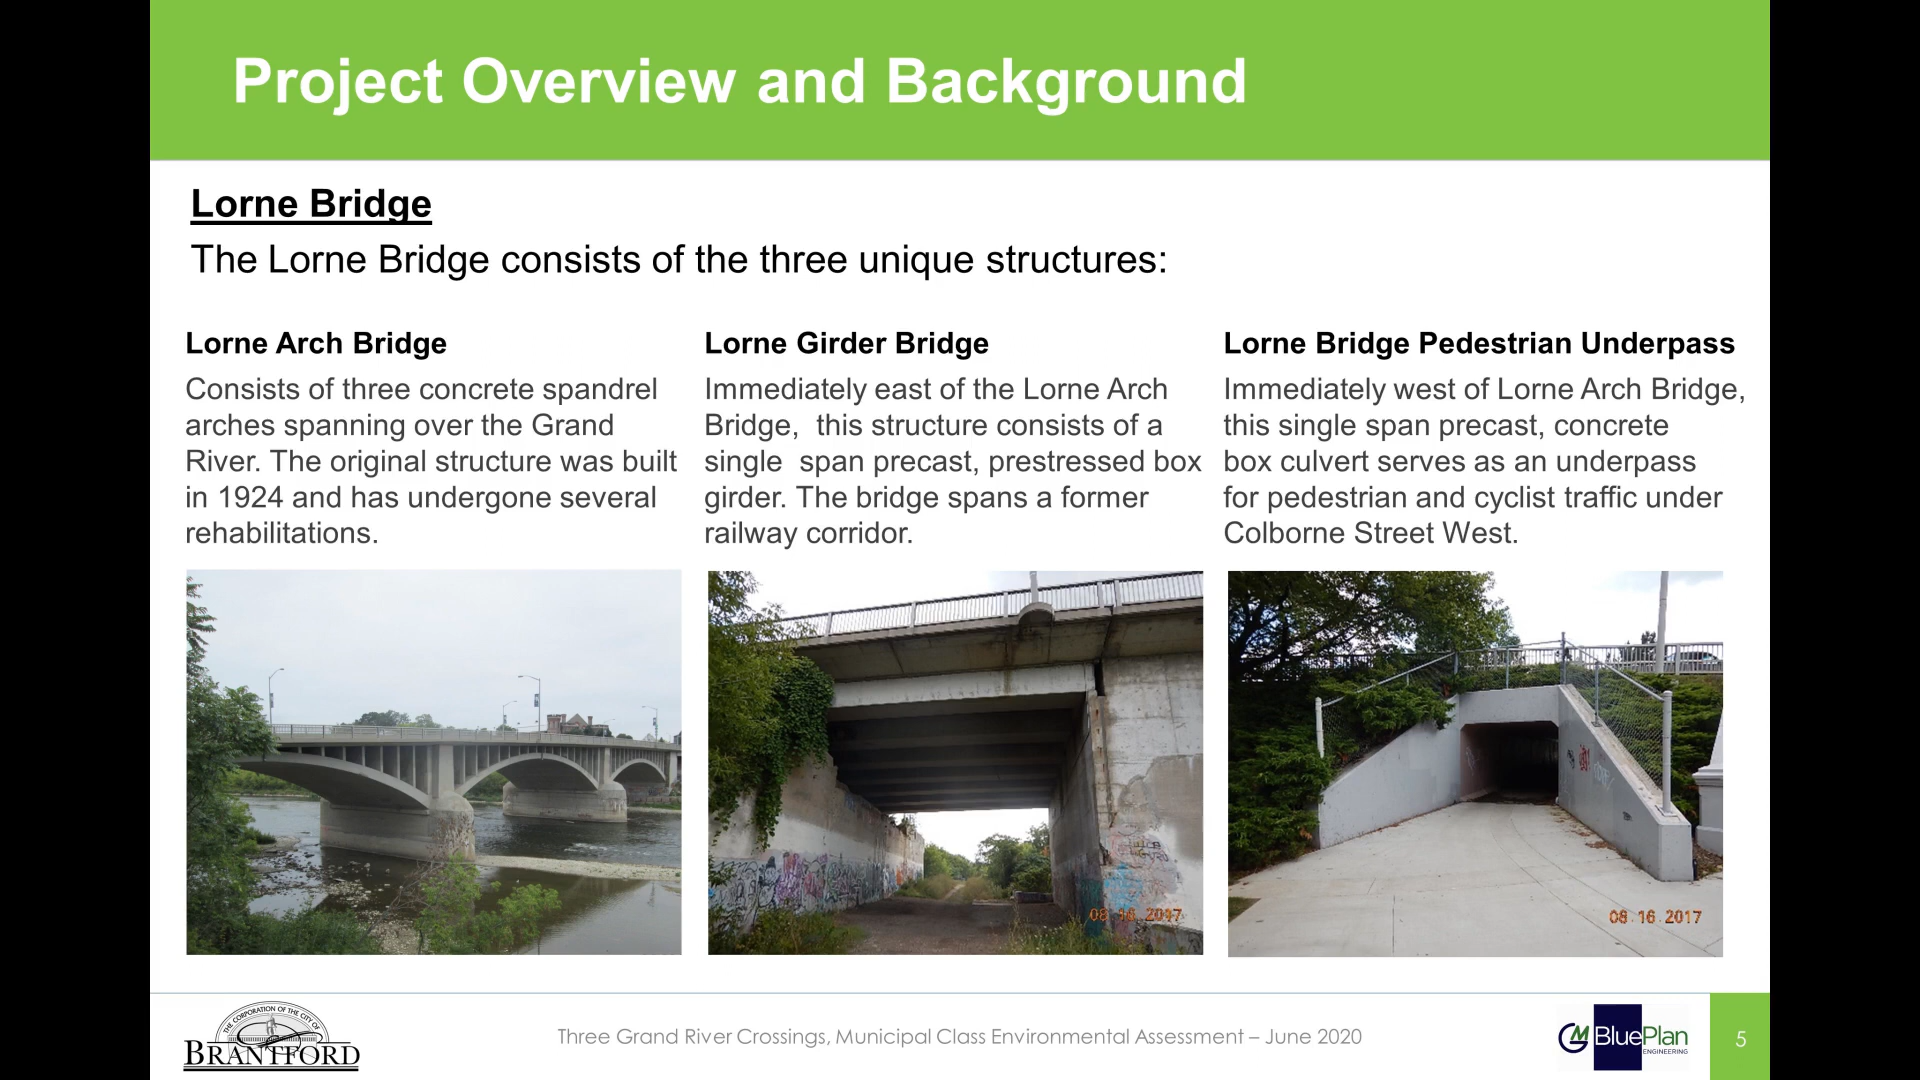 Project Overview and Background
Lorne Bridge
The Lorne Bridge consists of the three unique structures:
Lorne Arch Bridge
Consists of three concrete spandrel
arches spanning over the Grand
River. The original structure was built
in 1924 and has undergone several
rehabilitations.
Lorne Girder Bridge
Immediately east of the Lorne Arch
Bridge,  this structure consists of a
single  span precast, prestressed box
girder. The bridge spans a former
railway corridor.
Lorne Bridge Pedestrian Underpass
Immediately west of Lorne Arch Bridge,
this single span precast, concrete
box culvert serves as an underpass
for pedestrian and cyclist traffic under
Colborne Street West.
08 16 2017
08 16 2017
THE CORPORATION OF THE CITY OF
BRANTFORD
Three Grand River Crossings, Municipal Class Environmental Assessment – June 2020
GM BluePlan
ENGINEERING
5